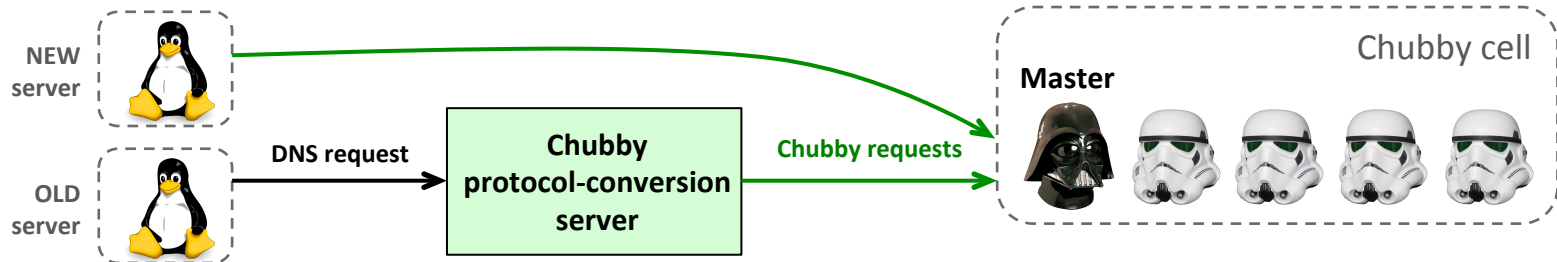 NEW
server
Chubby cell
Master
DNS request
Chubby
protocol-conversion
server
Chubby requests
OLD
server